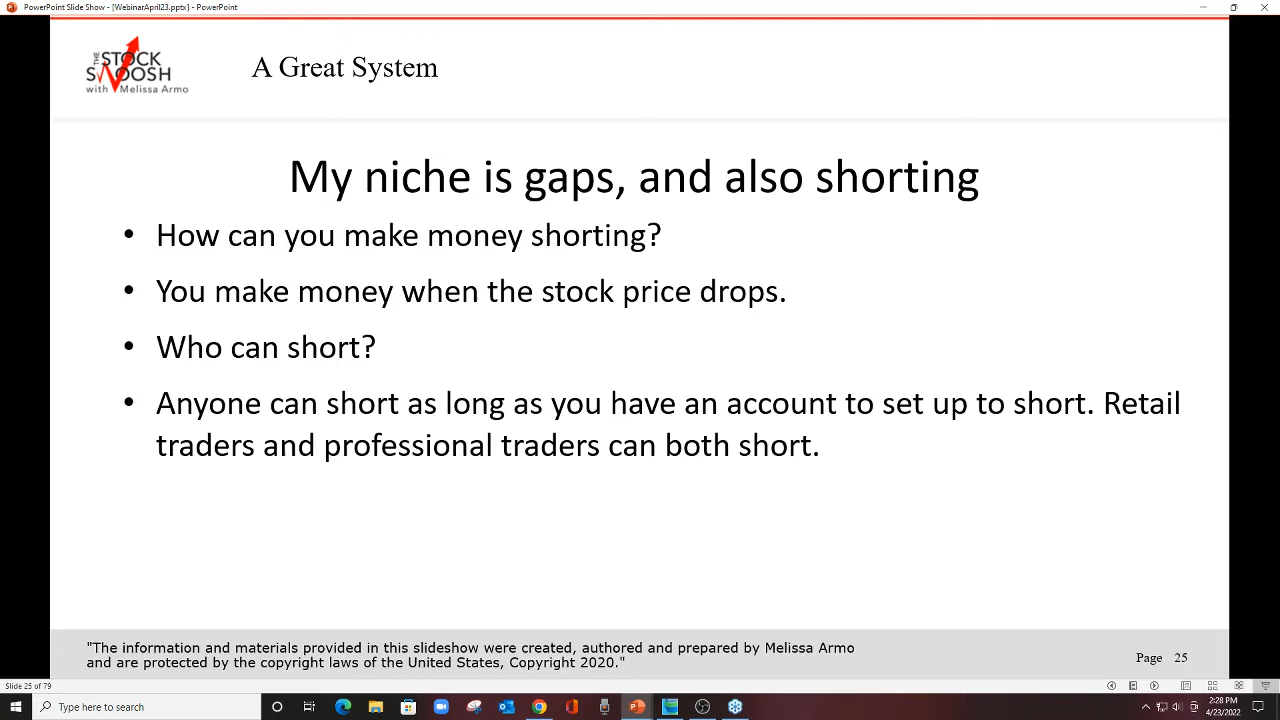 PowerPoint Slide Show - [WebinarApril23.pptx] - PowerPoint
THE
STOCK
SWOOSH
with Melissa Armo
A Great System
My niche is gaps, and also shorting
• How can you make money shorting?
• You make money when the stock price drops.
• Who can short?
• Anyone can short as long as you have an account to set up to short. Retail
traders and professional traders can both short.
"The information and materials provided in this slideshow were created, authored and prepared by Melissa Armo
and are protected by the copyright laws of the United States, Copyright 2020."
Page 25
Slide 25 of 79
Type here to search
2:28 PM
4/23/2022